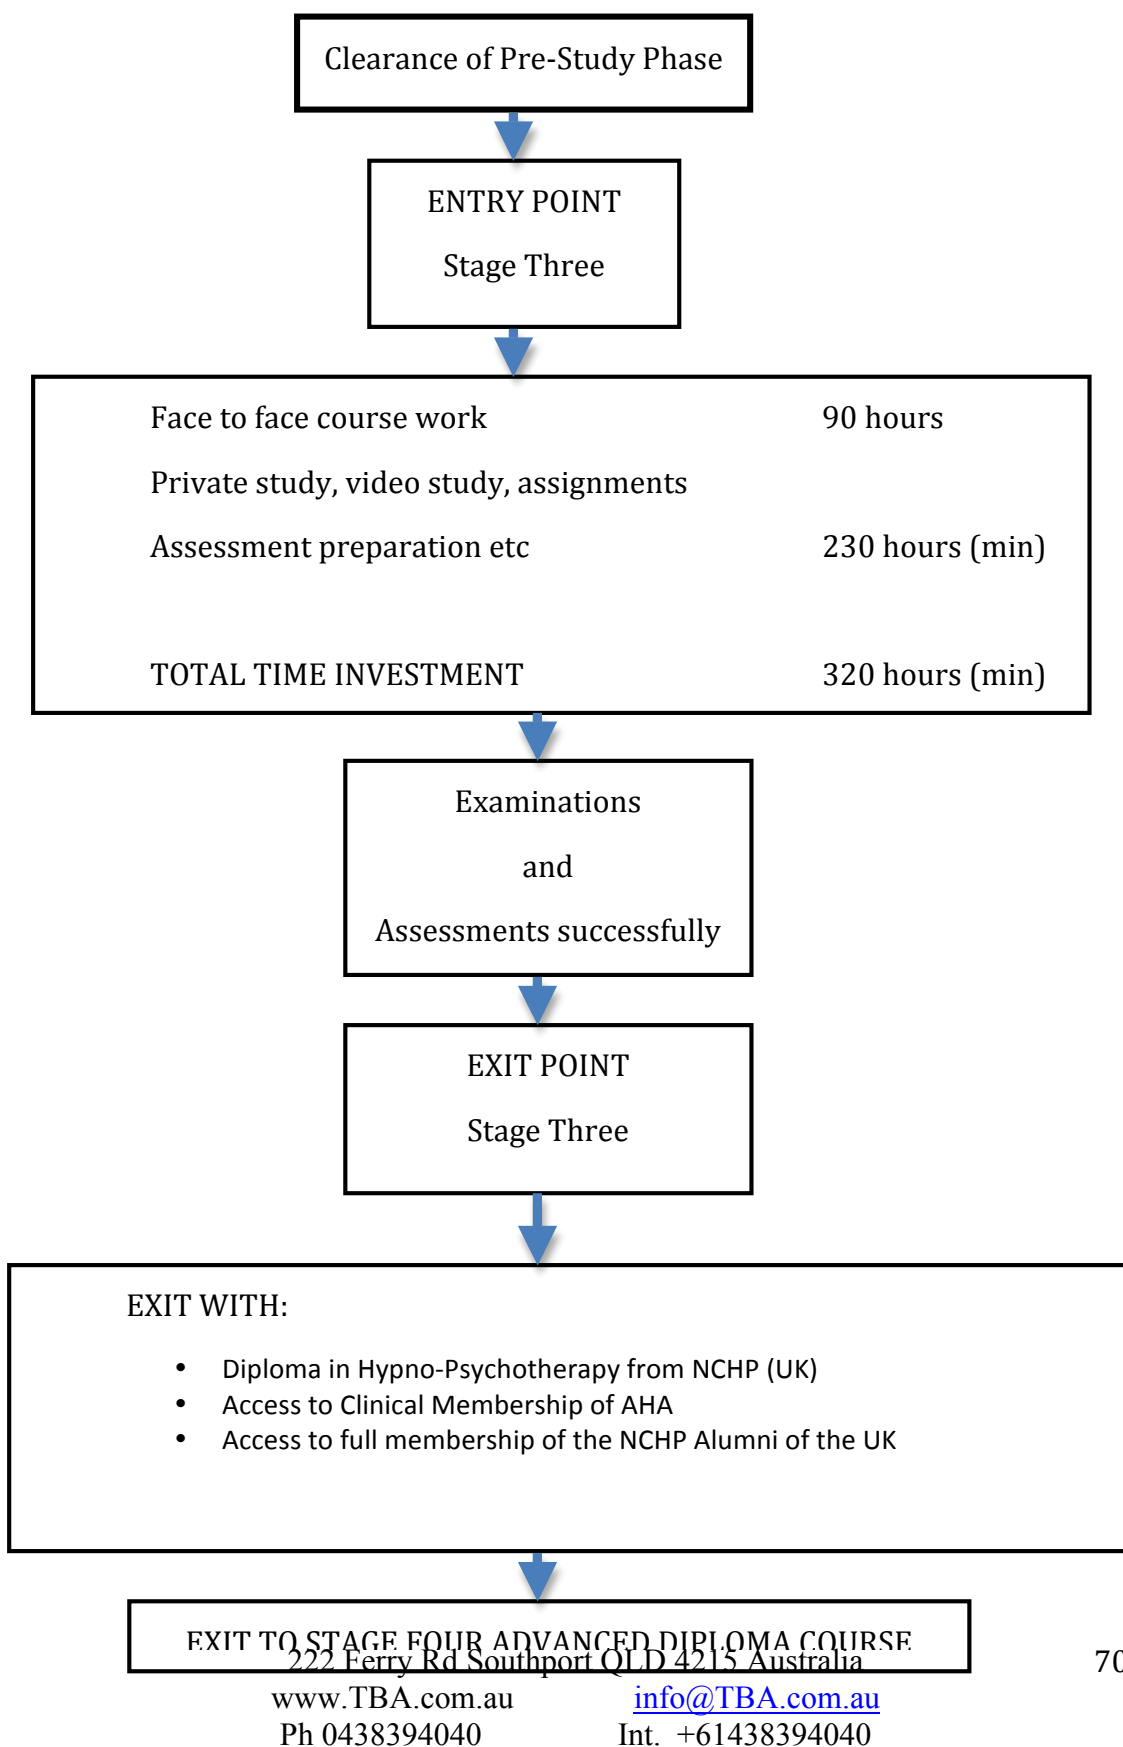 Clearance of Pre-Study Phase
ENTRY POINT
Stage Three
Face to face course work 90 hours
Private study, video study, assignments
Assessment preparation etc 230 hours (min)
TOTAL TIME INVESTMENT 320 hours (min)
Examinations
and
Assessments successfully
EXIT POINT
Stage Three
EXIT WITH:
• Diploma in Hypno-Psychotherapy from NCHP (UK)
• Access to Clinical Membership of AHA
• Access to full membership of the NCHP Alumni of the UK
EXIT TO STAGE FOUR ADVANCED DIPLOMA COURSE
222 Ferry Rd Southport QLD 4215 Australia 70
www.TBA.com.au info@TBA.com.au
Ph 0438394040 Int. +61438394040